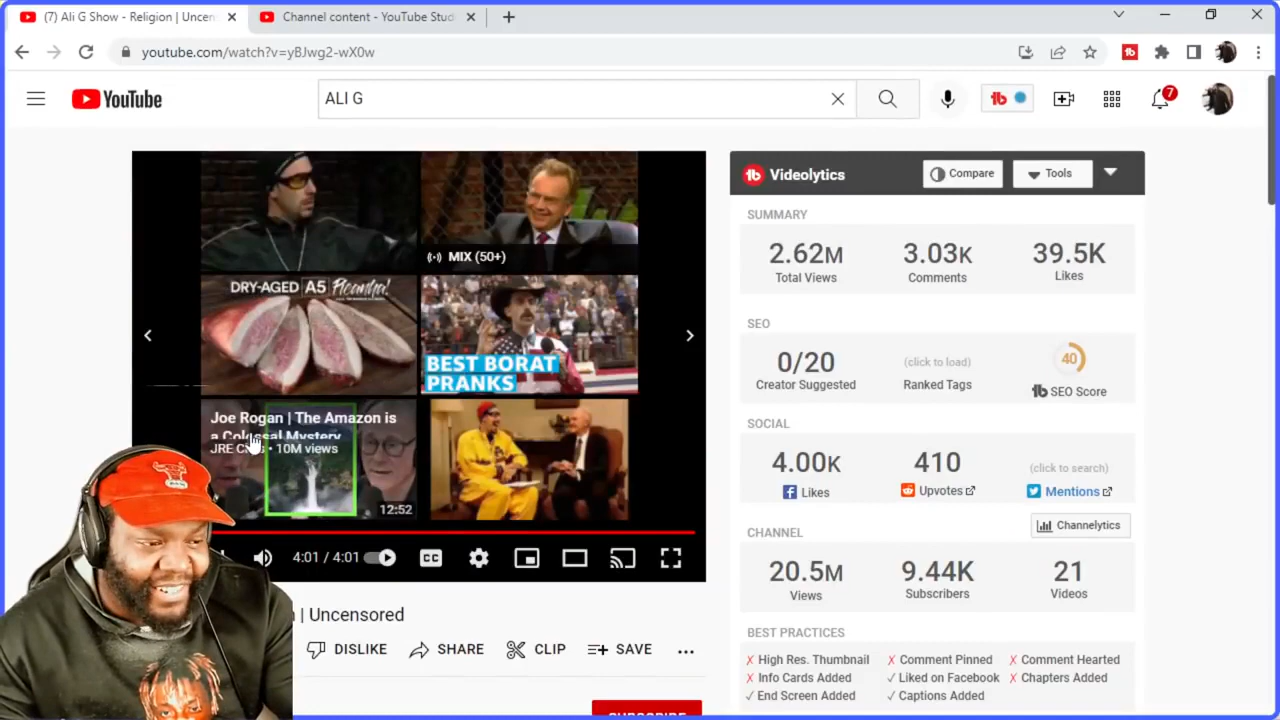 (7) Ali G Show - Religion | Uncen
Channel content - YouTube Stud
youtube.com/watch?v=yBJwg2-wX0w
YouTube
ALI G
7
MIX (50+)
DRY-AGED A5 Picanha!
BEST BORAT
PRANKS
Joe Rogan | The Amazon is
a Colossal Mystery
JRE Clips • 10M views
12:52
4:01 / 4:01
CC
| Uncensored
DISLIKE
SHARE
CLIP
SAVE
SUBSCRIBE
Videolytics
Compare
Tools
SUMMARY
2.62M
3.03K
39.5K
Total Views
Comments
Likes
SEO
0/20
(click to load)
40
Creator Suggested
Ranked Tags
SEO Score
SOCIAL
4.00K
410
(click to search)
Likes
Upvotes
Mentions
CHANNEL
Channelytics
20.5M
9.44K
21
Views
Subscribers
Videos
BEST PRACTICES
✗ High Res. Thumbnail
✗ Comment Pinned
✗ Comment Hearted
✗ Info Cards Added
✓ Liked on Facebook
✗ Chapters Added
✓ End Screen Added
✓ Captions Added